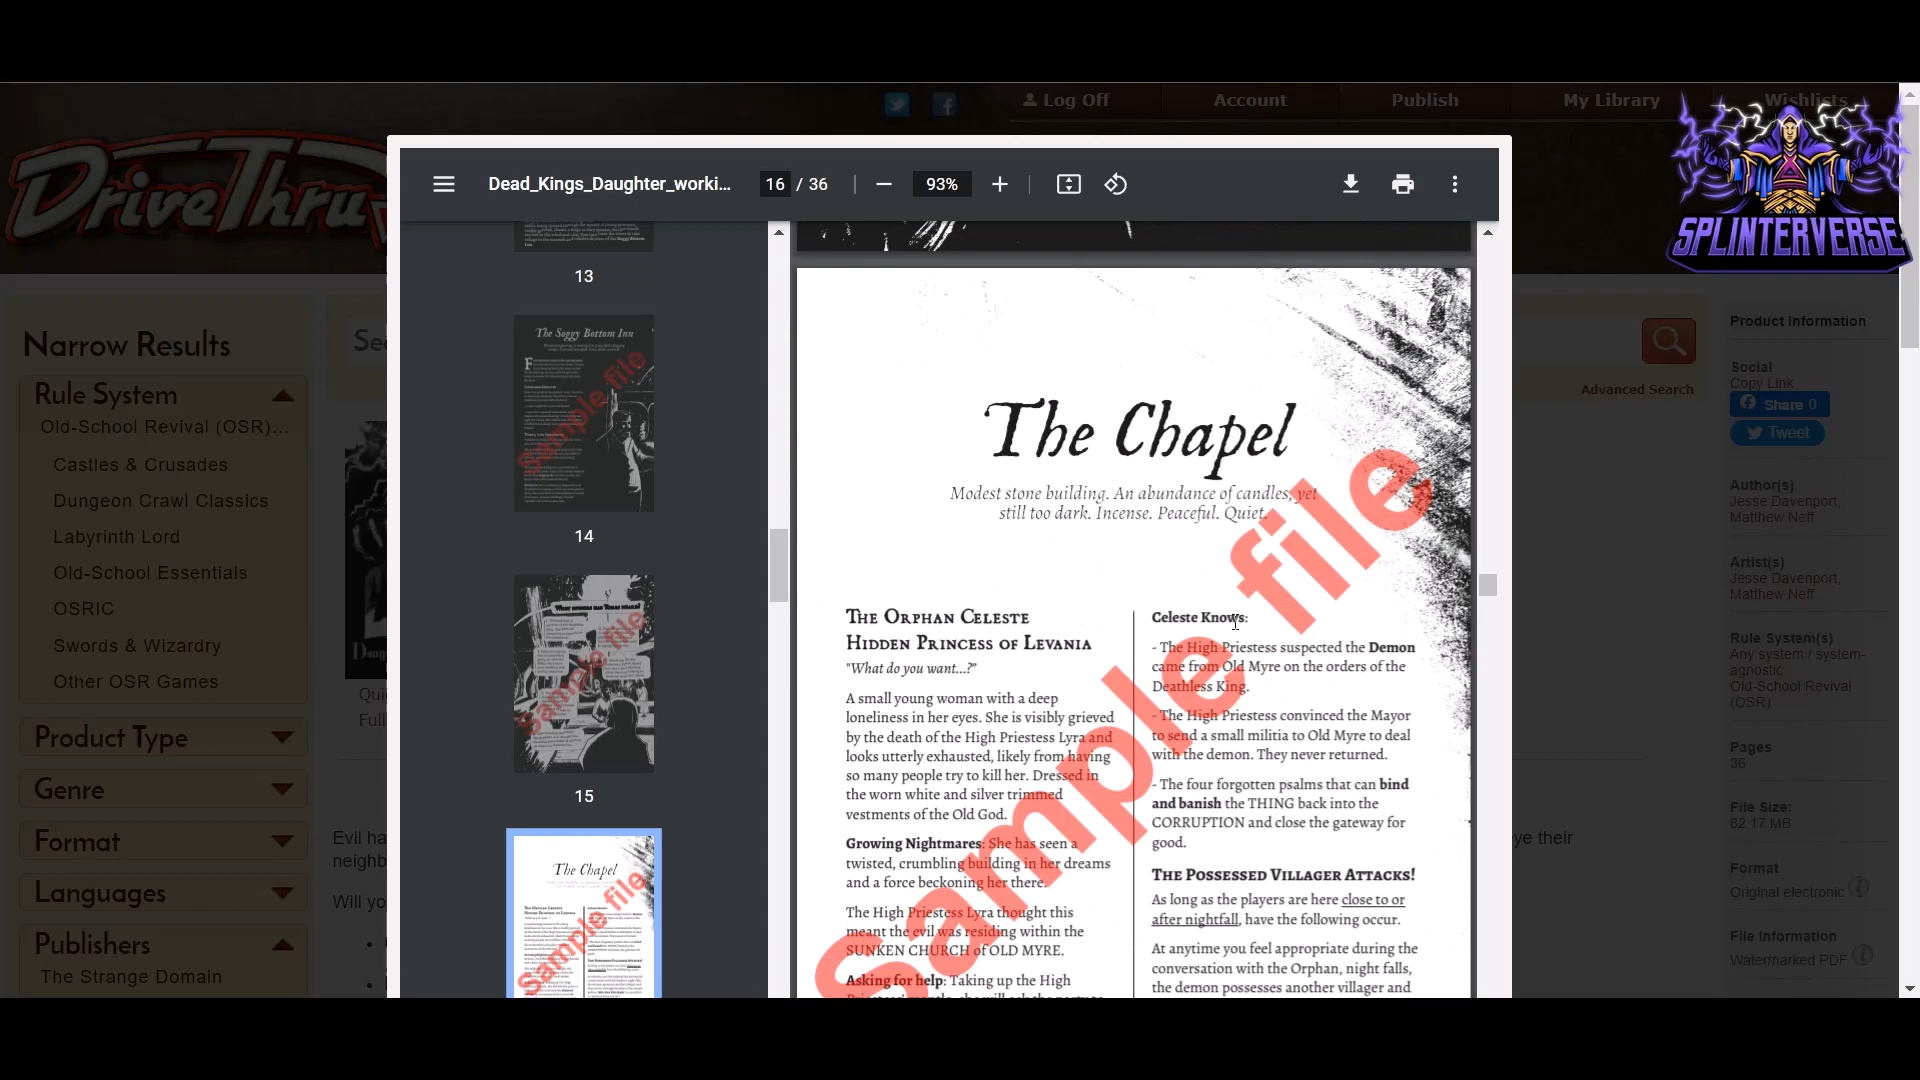 Log Off
Account
Publish
My Library
Wishlists
DriveThru
SPLINTERVERSE
Dead_Kings_Daughter_worki...
16 / 36
93%
Narrow Results
Rule System
Old-School Revival (OSR)...
Castles & Crusades
Dungeon Crawl Classics
Labyrinth Lord
Old-School Essentials
OSRIC
Swords & Wizardry
Other OSR Games
Product Type
Genre
Format
Languages
Publishers
The Strange Domain
Evil ha
neighb
Will yo
13
The Soggy Bottom Inn
Sample file
14
Sample file
15
The Chapel
Sample file
The Chapel
Modest stone building. An abundance of candles, yet
still too dark. Incense. Peaceful. Quiet.
The Orphan Celeste
Hidden Princess of Levania
"What do you want...?"
A small young woman with a deep
loneliness in her eyes. She is visibly grieved
by the death of the High Priestess Lyra and
looks utterly exhausted, likely from having
so many people try to kill her. Dressed in
the worn white and silver trimmed
vestments of the Old God.
Growing Nightmares: She has seen a
twisted, crumbling building in her dreams
and a force beckoning her there.
The High Priestess Lyra thought this
meant the evil was residing within the
SUNKEN CHURCH of OLD MYRE.
Asking for help: Taking up the High
Celeste Knows:
- The High Priestess suspected the Demon
came from Old Myre on the orders of the
Deathless King.
- The High Priestess convinced the Mayor
to send a small militia to Old Myre to deal
with the demon. They never returned.
- The four forgotten psalms that can bind
and banish the THING back into the
CORRUPTION and close the gateway for
good.
The Possessed Villager Attacks!
As long as the players are here close to or
after nightfall, have the following occur.
At anytime you feel appropriate during the
conversation with the Orphan, night falls,
the demon possesses another villager and
Sample file
Advanced Search
Product Information
Social
Copy Link
Share 0
Tweet
Author(s)
Jesse Davenport,
Matthew Neff
Artist(s)
Jesse Davenport,
Matthew Neff
Rule System(s)
Any system / system-
agnostic
Old-School Revival
(OSR)
Pages
36
File Size:
62.17 MB
Format
Original electronic
File Information
Watermarked PDF
ye their